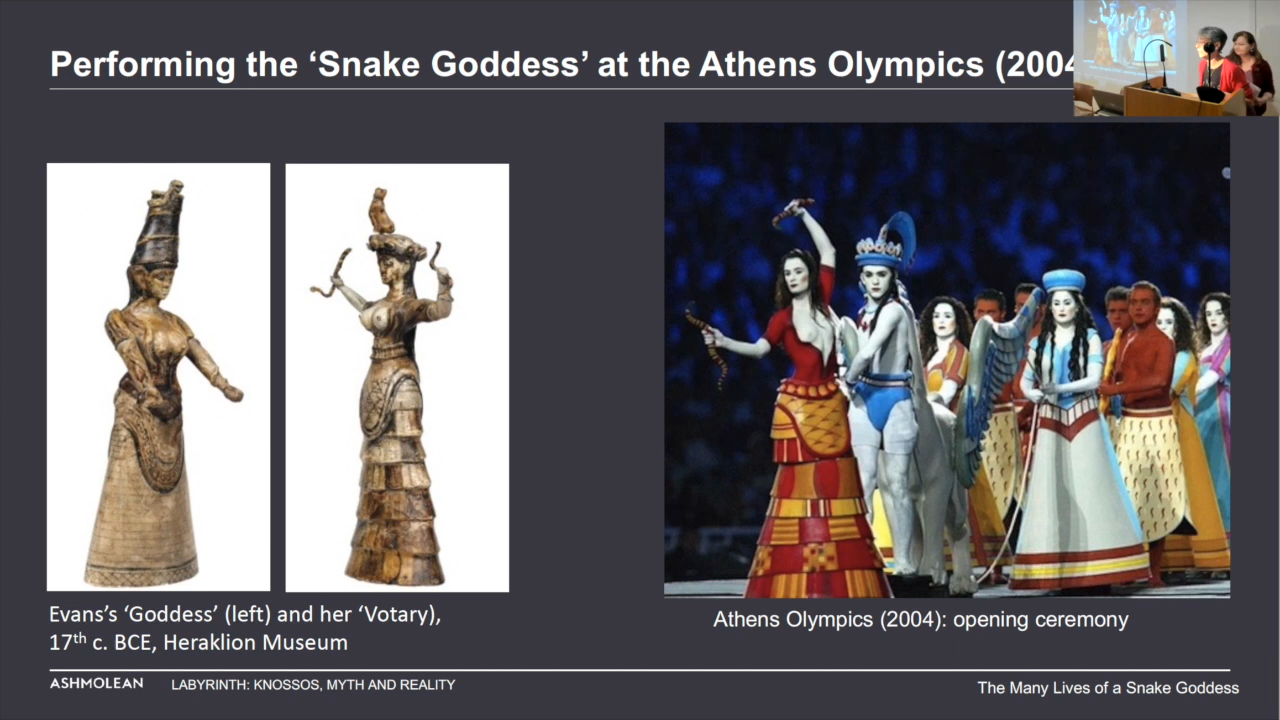 Performing the ‘Snake Goddess’ at the Athens Olympics (2004
Evans’s ‘Goddess’ (left) and her ‘Votary),
17th c. BCE, Heraklion Museum
Athens Olympics (2004): opening ceremony
ASHMOLEAN LABYRINTH: KNOSSOS, MYTH AND REALITY
The Many Lives of a Snake Goddess